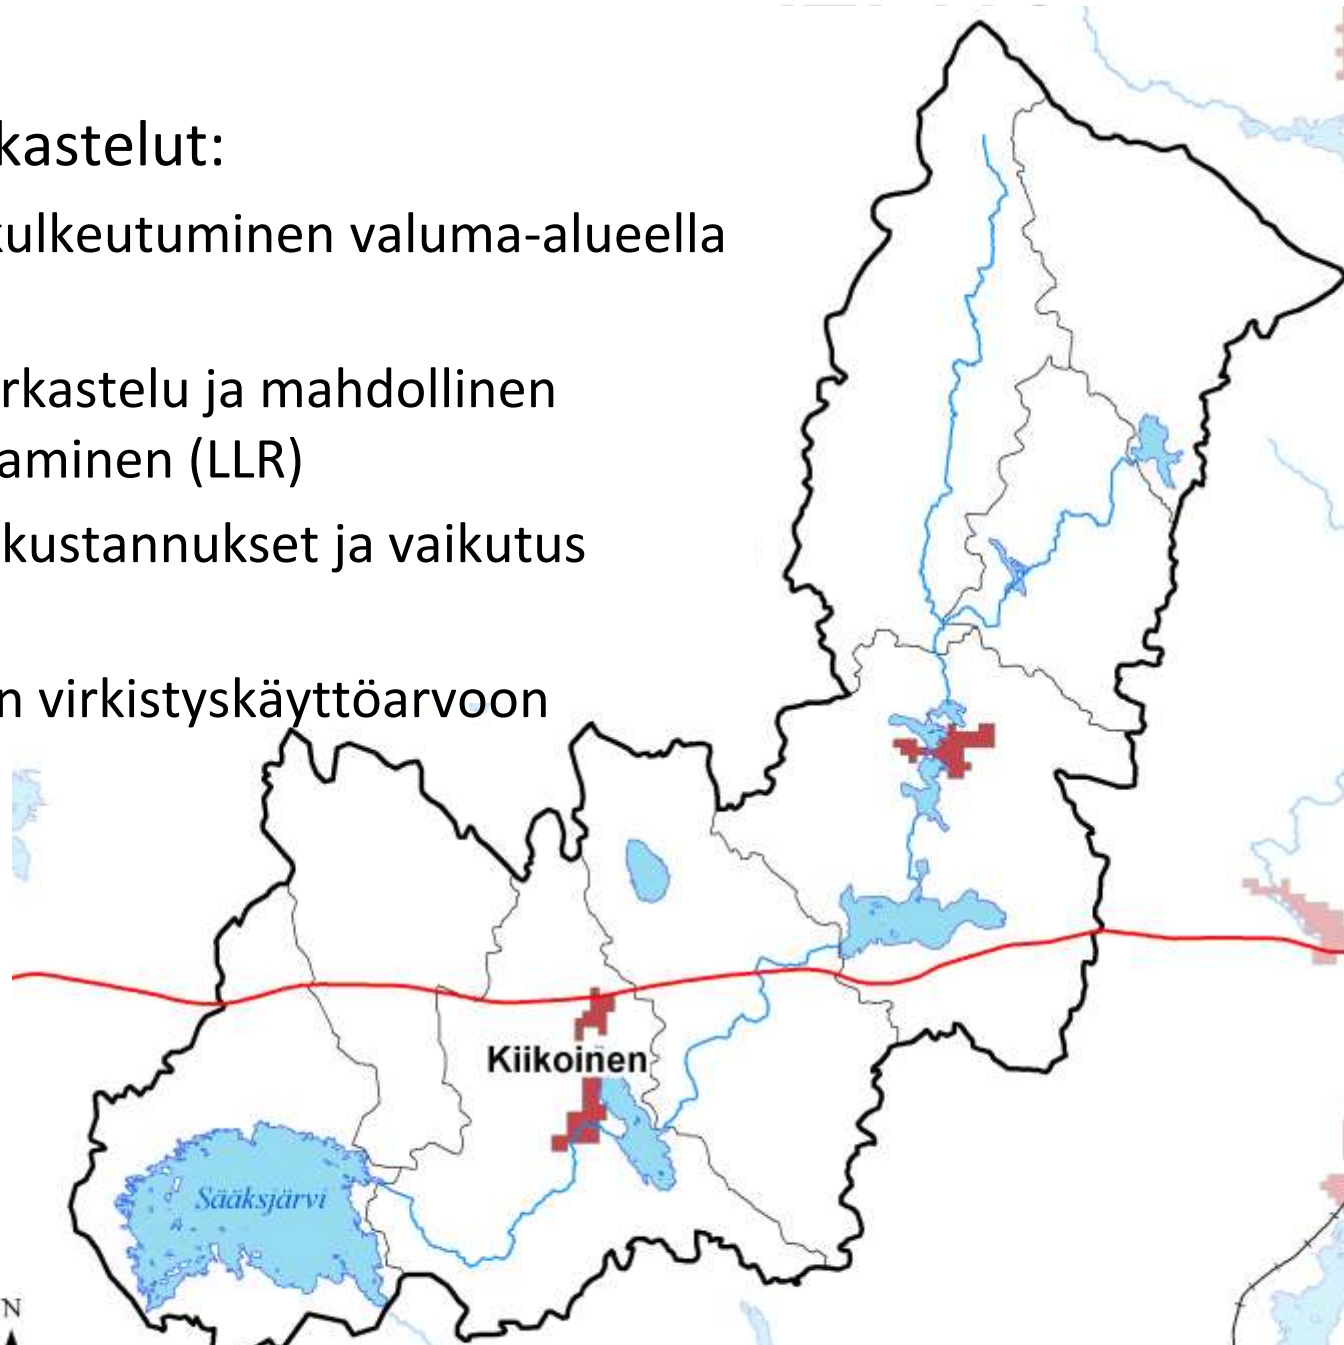 kastelut:
kulkeutuminen valuma-alueella
rkastelu ja mahdollinen
aminen (LLR)
kustannukset ja vaikutus
n virkistyskäyttöarvoon
Kiikoinen
Sääksjärvi
N